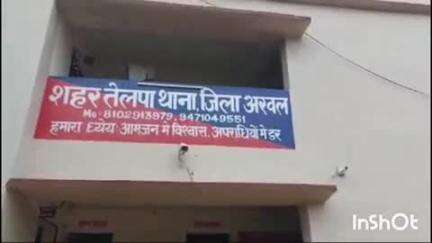 शहर तेलपा थाना, जिला अरवल
Mo- 8102913979, 9471049551
हमारा ध्येय आमजन मे विश्वास, अपराधियों मे डर
InShOt